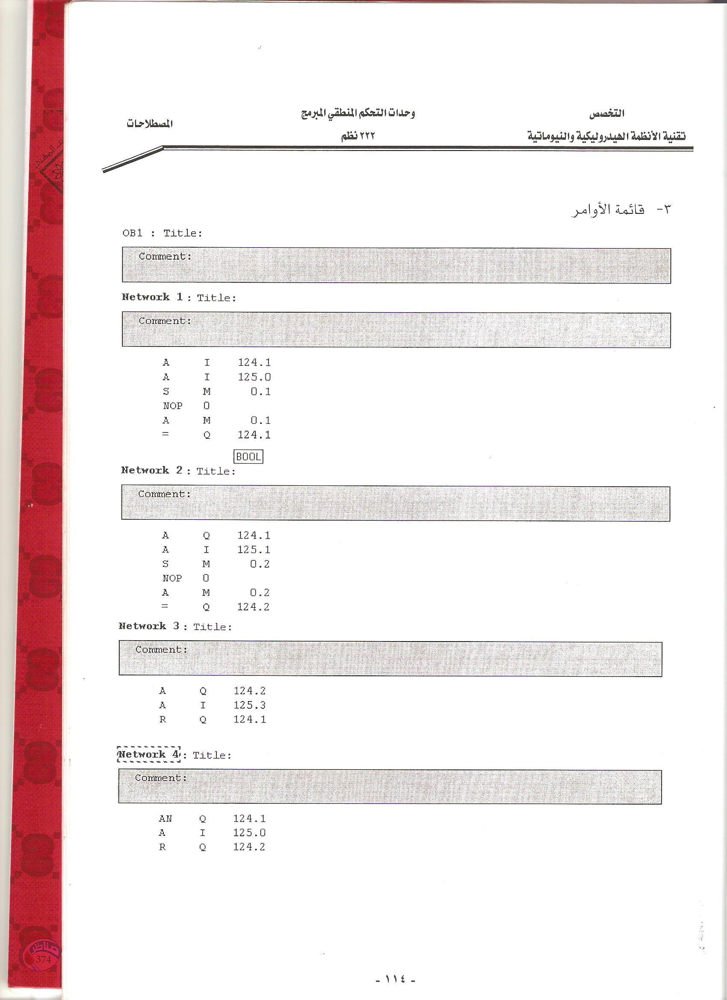 التخصص
وحدات التحكم المنطقي المبرمج
المصطلاحات
تقنية الأنظمة الهيدروليكية والنيوماتية
٢٢٢ نظم
٣- قائمة الأوامر
OB1 : Title:
Comment:
Network 1 : Title:
Comment:
A I 124.1
A I 125.0
S M 0.1
NOP 0
A M 0.1
= Q 124.1
BOOL
Network 2 : Title:
Comment:
A Q 124.1
A I 125.1
S M 0.2
NOP 0
A M 0.2
= Q 124.2
Network 3 : Title:
Comment:
A Q 124.2
A I 125.3
R Q 124.1
Network 4 : Title:
Comment:
AN Q 124.1
A I 125.0
R Q 124.2
- ١١٤ -
المهني
مناظر
374